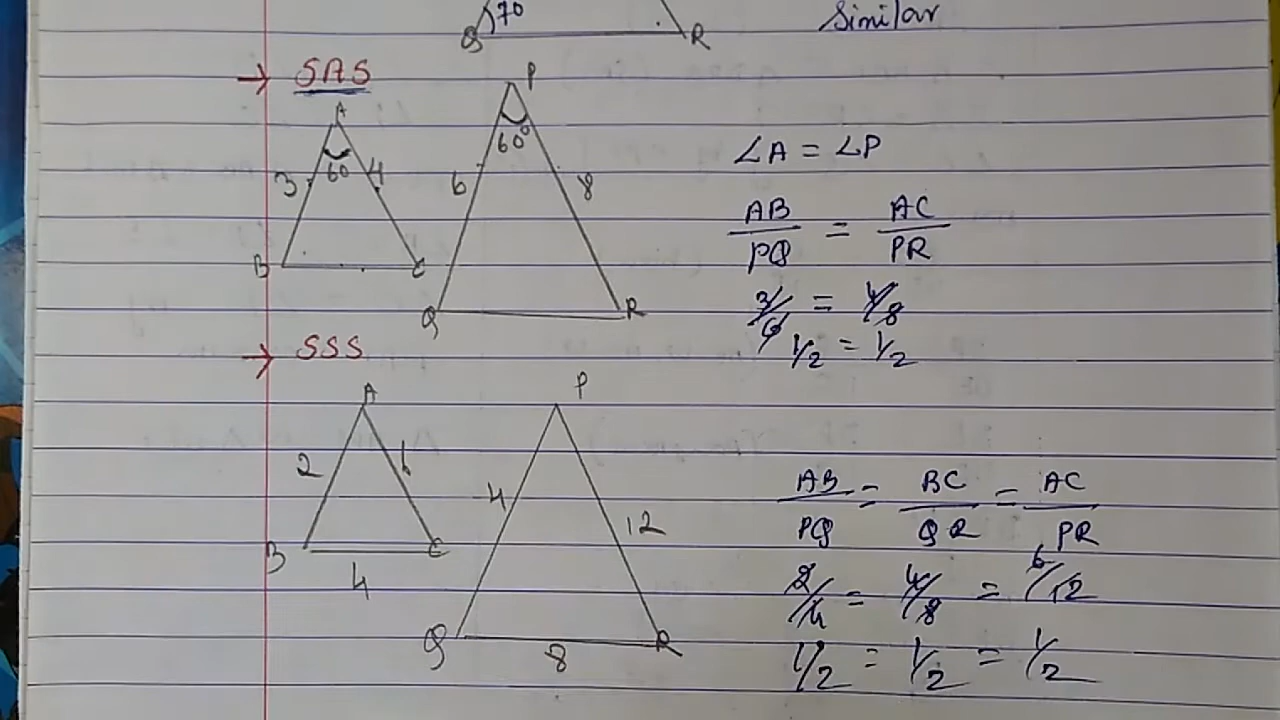 70
Q R
Similar
→ SAS
A P
60 60°
3 4 6 8
B C Q R
∠A = ∠P
AB/PQ = AC/PR
3/6 = 4/8
1/2 = 1/2
→ SSS
A P
2 6 4 12
B C
4
Q R
8
AB/PQ = BC/QR = AC/PR
2/4 = 4/8 = 6/12
1/2 = 1/2 = 1/2